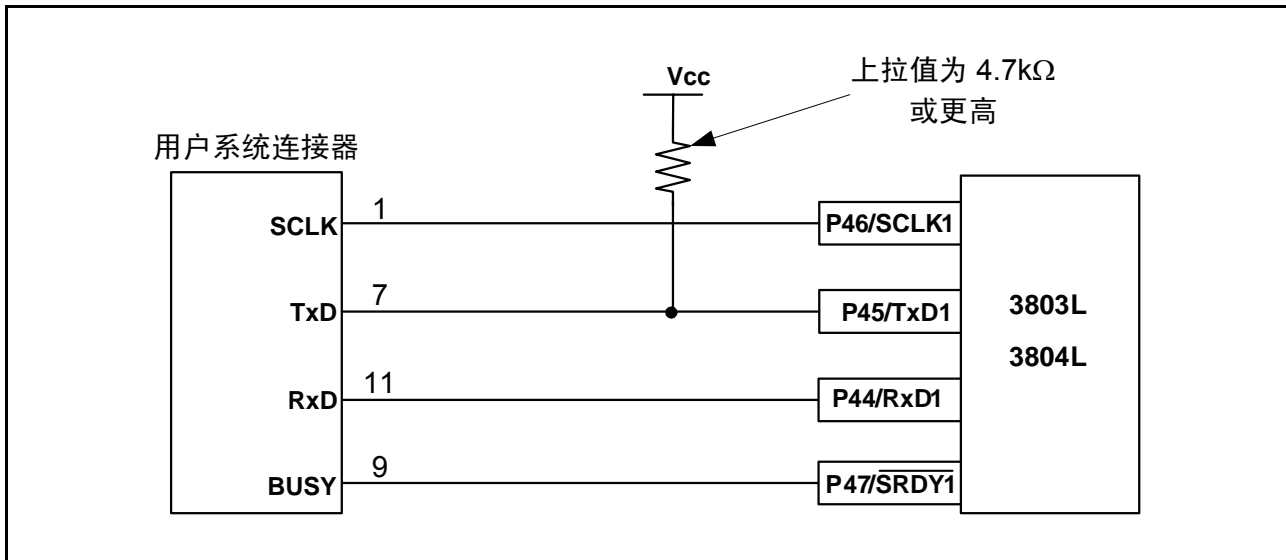 Vcc
上拉值为 4.7kΩ
或更高
用户系统连接器
SCLK 1 P46/SCLK1
TxD 7 P45/TxD1
3803L
3804L
RxD 11 P44/RxD1
BUSY 9 P47/S̅R̅D̅Y̅1̅